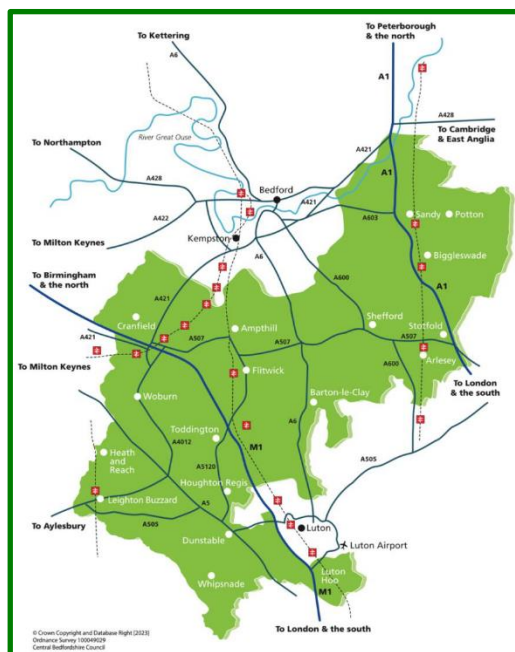 To Kettering
A6
To Peterborough
& the north
A1
River Great Ouse
A428
To Cambridge
& East Anglia
To Northampton
A421
A428
Bedford
A1
A422
A421
A603
Sandy
Potton
Kempston
To Milton Keynes
A6
A600
Biggleswade
To Birmingham
& the north
A421
A1
Cranfield
Ampthill
Shefford
Stotfold
A421
A507
A507
A507
To Milton Keynes
Flitwick
A600
Arlesey
Woburn
Barton-le-Clay
To London
& the south
Toddington
A6
M1
A4012
A505
Heath
and
Reach
A5120
Houghton Regis
Leighton Buzzard
A5
To Aylesbury
A505
Luton
Dunstable
Luton Airport
Whipsnade
Luton
Hoo
M1
To London & the south
© Crown Copyright and Database Right [2023]
Ordnance Survey 100049029
Central Bedfordshire Council